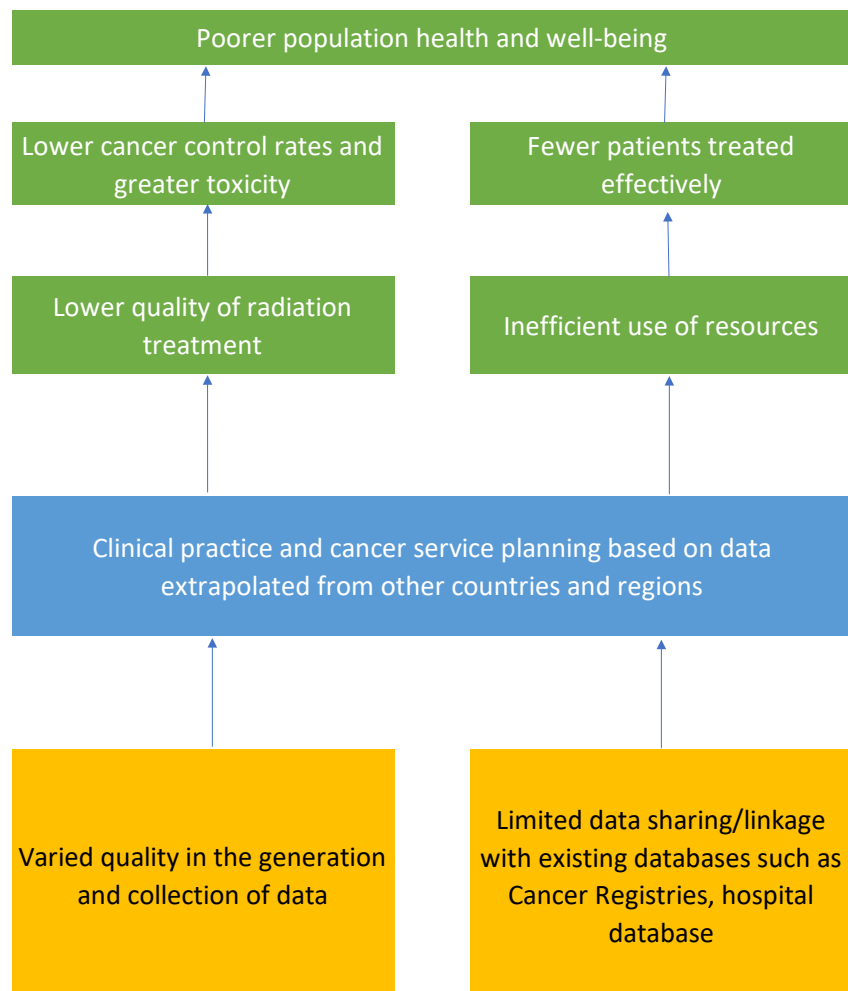 Poorer population health and well-being
Lower cancer control rates and
greater toxicity
Fewer patients treated
effectively
Lower quality of radiation
treatment
Inefficient use of resources
Clinical practice and cancer service planning based on data
extrapolated from other countries and regions
Varied quality in the generation
and collection of data
Limited data sharing/linkage
with existing databases such as
Cancer Registries, hospital
database